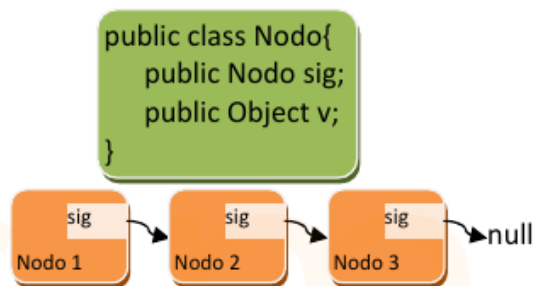 public class Nodo{
public Nodo sig;
public Object v;
}
sig sig sig
null
Nodo 1 Nodo 2 Nodo 3